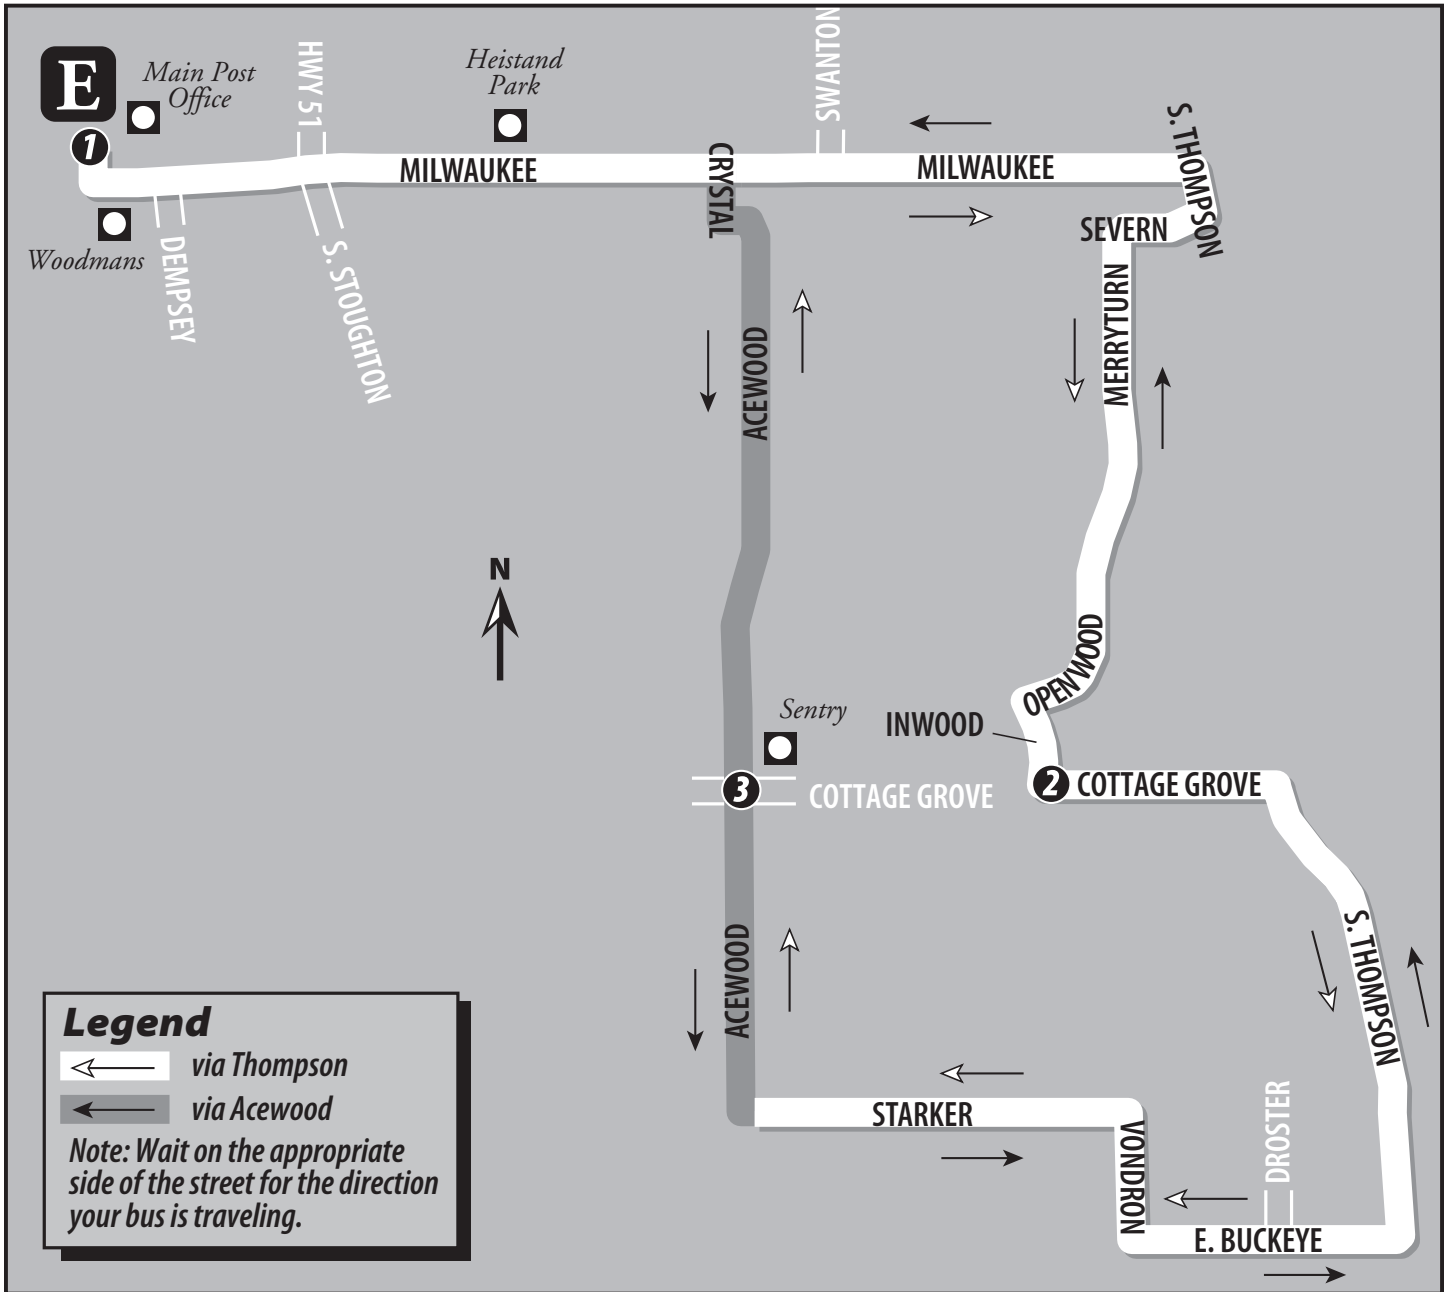 E
Main Post
Office
HWY 51
Heistand
Park
SWANTON
1
MILWAUKEE
CRYSTAL
MILWAUKEE
S. THOMPSON
SEVERN
Woodmans
DEMPSEY
S. STOUGHTON
ACEWOOD
MERRYTURN
N
OPENWOOD
Sentry
INWOOD
3
COTTAGE GROVE
2
COTTAGE GROVE
ACEWOOD
S. THOMPSON
STARKER
VONDRON
DROSTER
E. BUCKEYE
Legend
via Thompson
via Acewood
Note: Wait on the appropriate
side of the street for the direction
your bus is traveling.